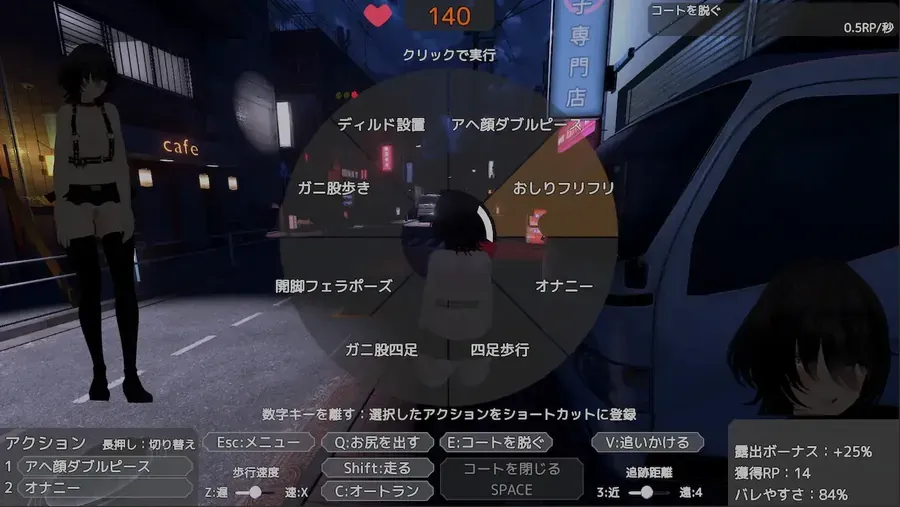 140
コートを脱ぐ
0.5RP/秒
クリックで実行
子専門店
cafe
ディルド設置
アヘ顔ダブルピース
ガニ股歩き
おしりフリフリ
開脚フェラポーズ
オナニー
ガニ股四足
四足歩行
数字キーを離す：選択したアクションをショートカットに登録
アクション 長押し：切り替え
1 アヘ顔ダブルピース
2 オナニー
Esc:メニュー
Q:お尻を出す
E:コートを脱ぐ
V:追いかける
歩行速度
Z:遅 速:X
Shift:走る
C:オートラン
コートを閉じる
SPACE
追跡距離
3:近 遠:4
露出ボーナス：+25%
獲得RP：14
バレやすさ：84%